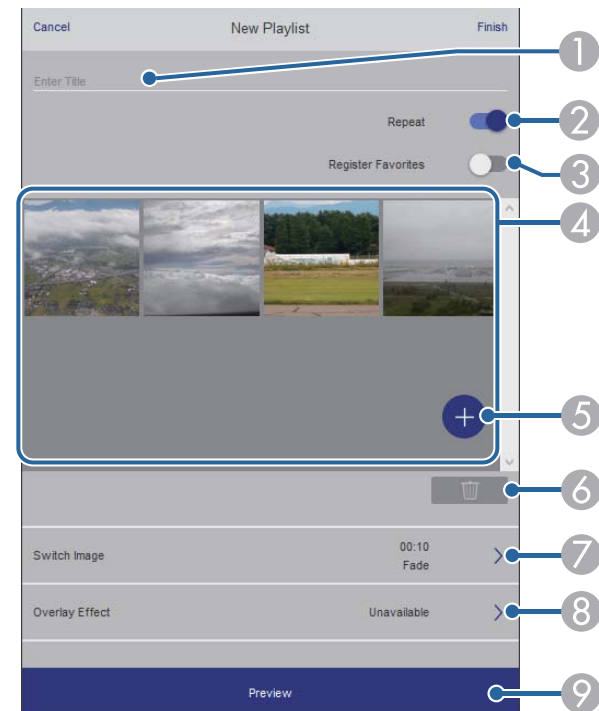 Cancel New Playlist Finish
1
Enter Title
Repeat
2
Register Favorites
3
4
5
6
Switch Image 00:10
Fade
7
Overlay Effect Unavailable
8
Preview
9